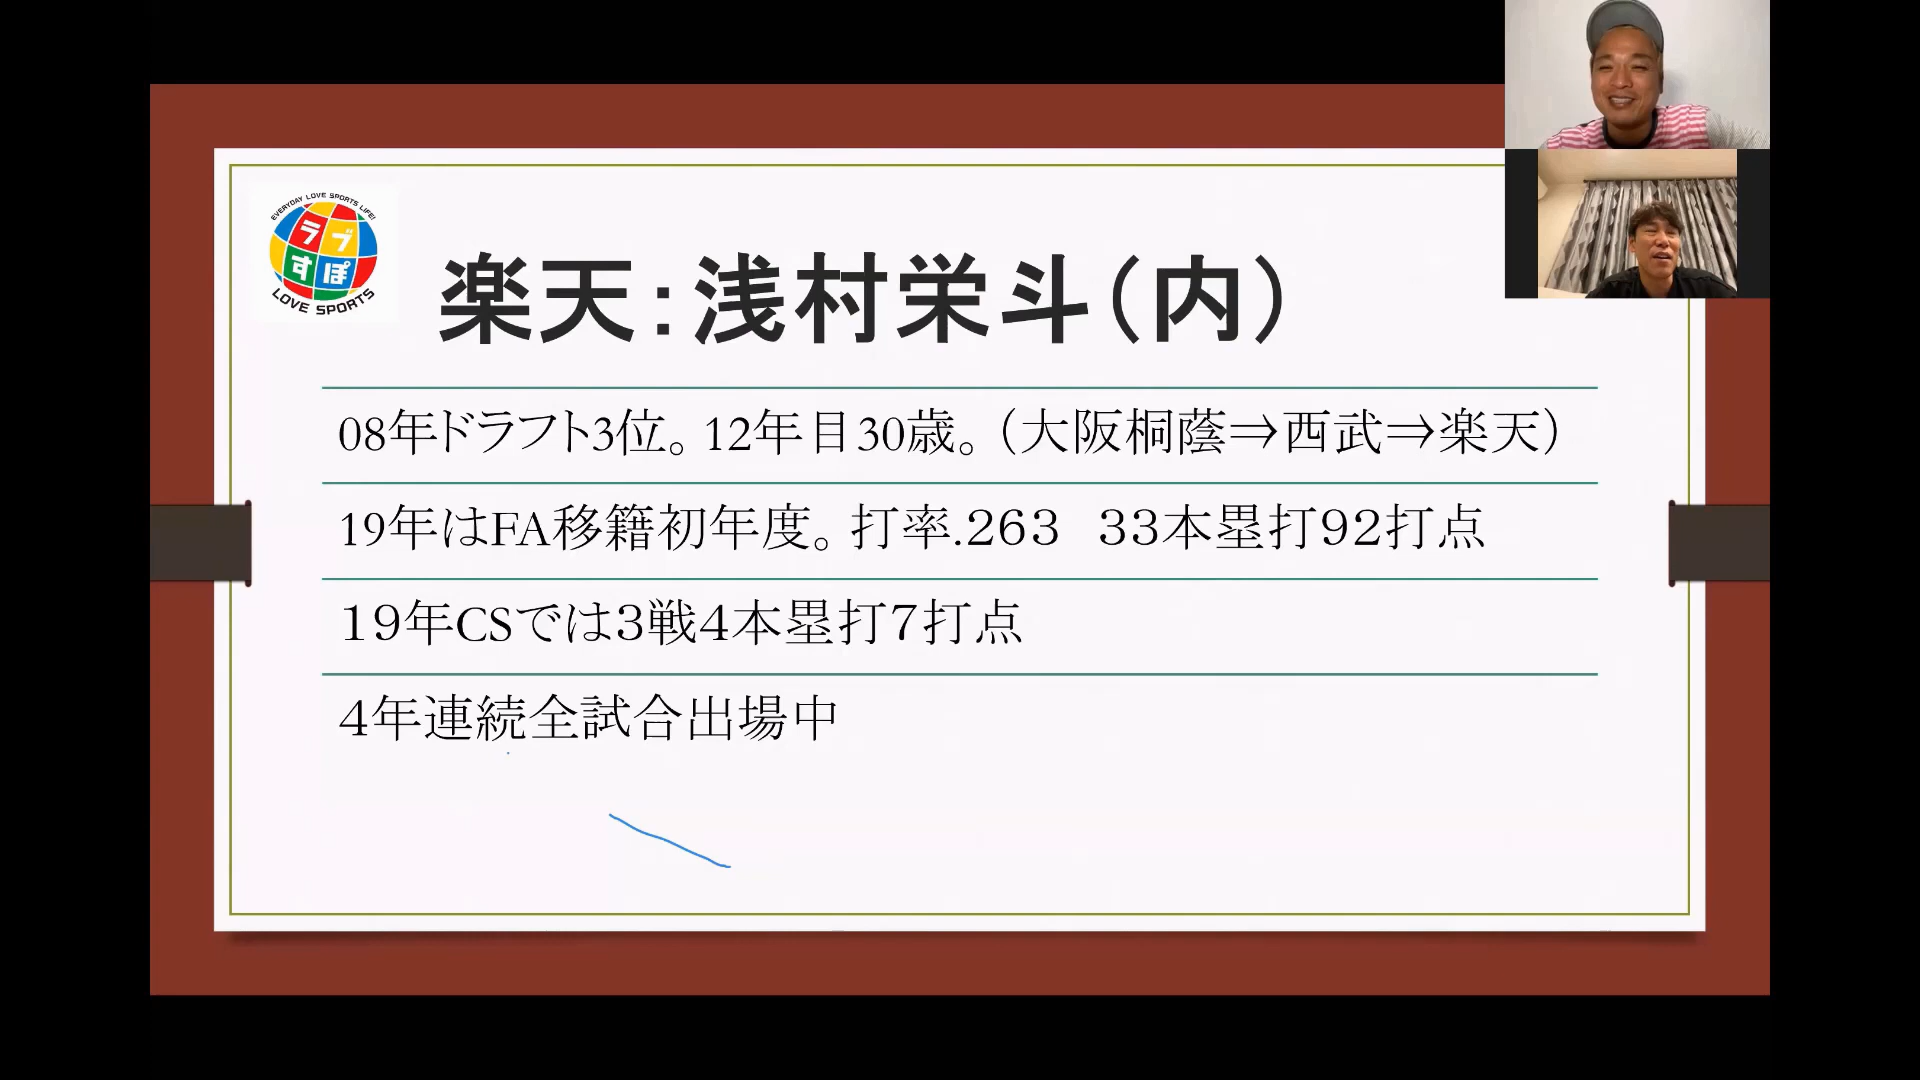 EVERYDAY LOVE SPORTS LIFE!
ラブ
すぽ
LOVE SPORTS
楽天：浅村栄斗（内）
08年ドラフト3位。12年目30歳。（大阪桐蔭⇒西武⇒楽天）
19年はFA移籍初年度。打率.２６３　３３本塁打９２打点
１９年CSでは３戦４本塁打７打点
４年連続全試合出場中